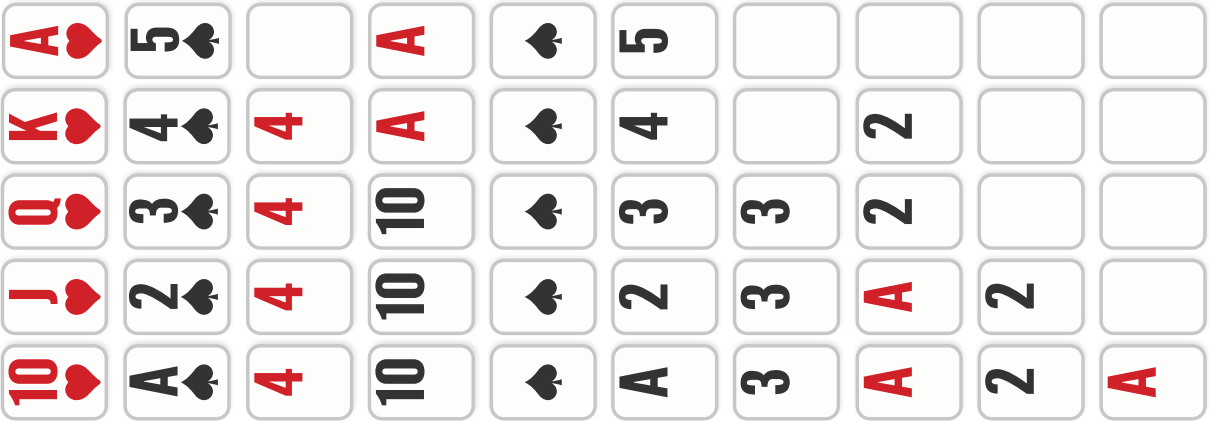 10♥ J♥ Q♥ K♥ A♥
A♠ 2♠ 3♠ 4♠ 5♠
4 4 4 4
10 10 10 A A
♠ ♠ ♠ ♠ ♠
A 2 3 4 5
3 3 3
A A 2 2
2 2
A